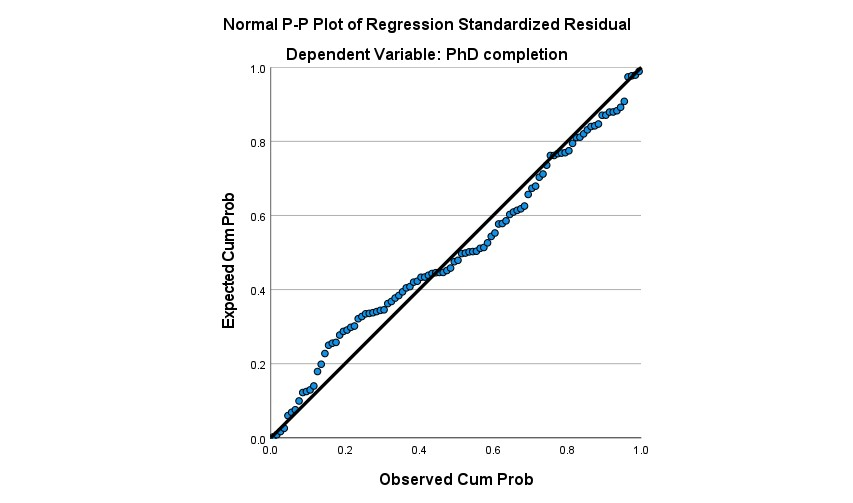 Normal P-P Plot of Regression Standardized Residual
Dependent Variable: PhD completion
1.0
0.8
0.6
0.4
0.2
0.0
Expected Cum Prob
0.0 0.2 0.4 0.6 0.8 1.0
Observed Cum Prob